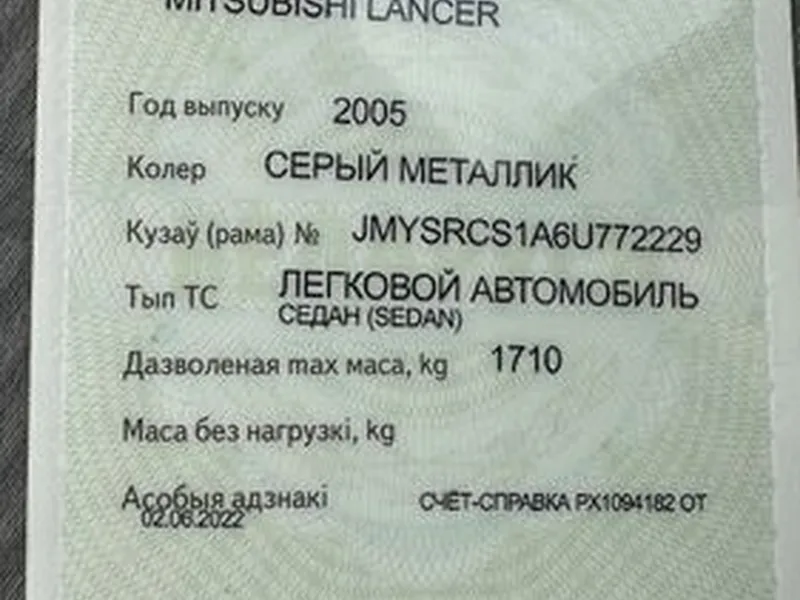 MITSUBISHI LANCER
Год выпуску 2005
Колер СЕРЫЙ МЕТАЛЛИК
Кузаў (рама) № JMYSRCS1A6U772229
Тып ТС ЛЕГКОВОЙ АВТОМОБИЛЬ
СЕДАН (SEDAN)
Дазволеная max маса, kg 1710
Маса без нагрузкі, kg
Асобыя адзнакі СЧЕТ-СПРАВКА РХ1094182 ОТ
02.06.2022